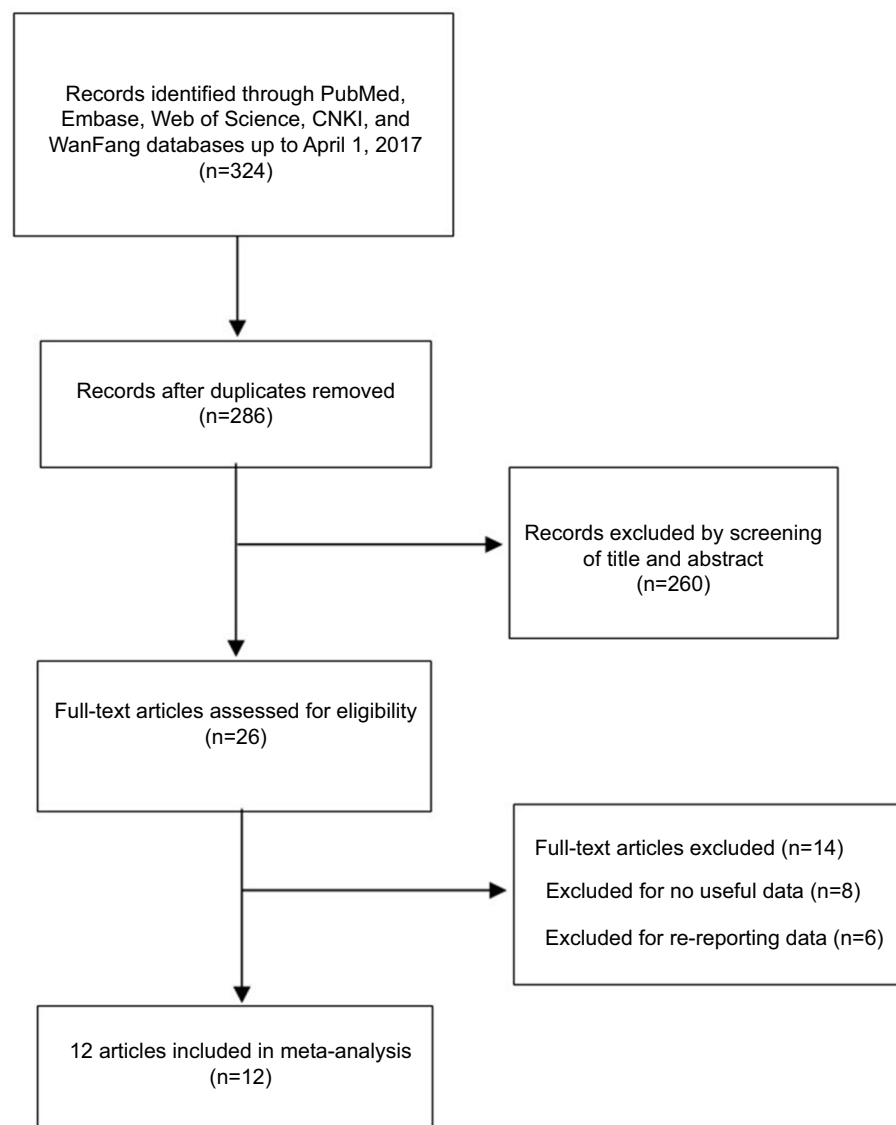 Records identified through PubMed,
Embase, Web of Science, CNKI, and
WanFang databases up to April 1, 2017
(n=324)
Records after duplicates removed
(n=286)
Records excluded by screening
of title and abstract
(n=260)
Full-text articles assessed for eligibility
(n=26)
Full-text articles excluded (n=14)
Excluded for no useful data (n=8)
Excluded for re-reporting data (n=6)
12 articles included in meta-analysis
(n=12)